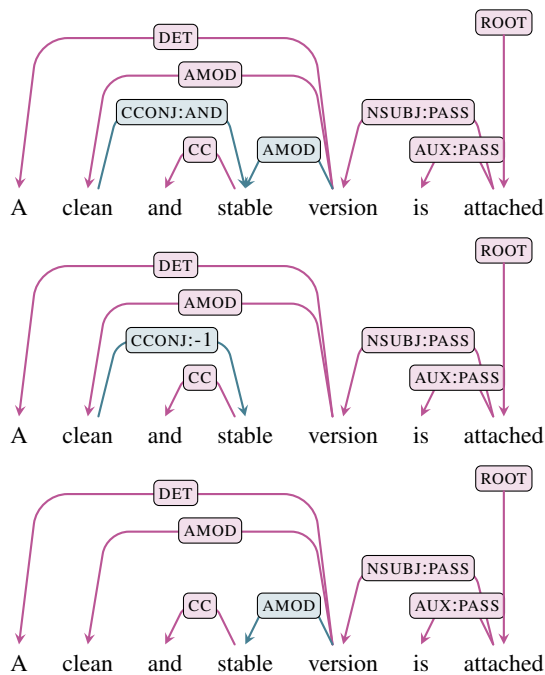 ROOT
DET
AMOD
CCONJ:AND NSUBJ:PASS
CC AMOD AUX:PASS
A clean and stable version is attached
ROOT
DET
AMOD
CCONJ:-1 NSUBJ:PASS
CC AUX:PASS
A clean and stable version is attached
ROOT
DET
AMOD
NSUBJ:PASS
CC AMOD AUX:PASS
A clean and stable version is attached